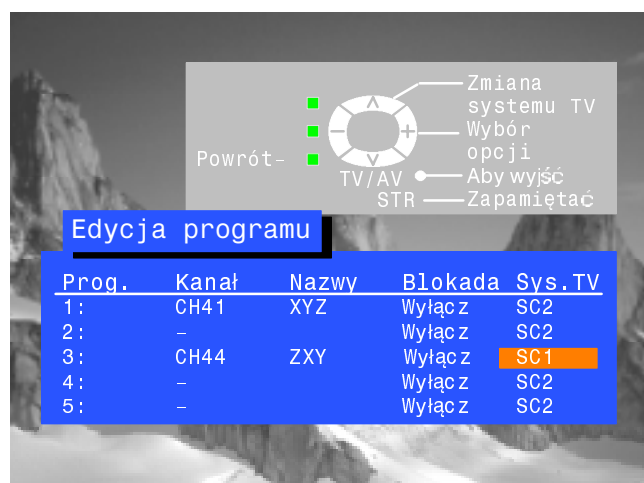 Zmiana
systemu TV
Wybór
opcji
Powrót–
TV/AV Aby wyjść
STR Zapamiętać
Edycja programu
Prog. Kanał Nazwy Blokada Sys.TV
1: CH41 XYZ Wyłącz SC2
2: – Wyłącz SC2
3: CH44 ZXY Wyłącz SC1
4: – Wyłącz SC2
5: – Wyłącz SC2